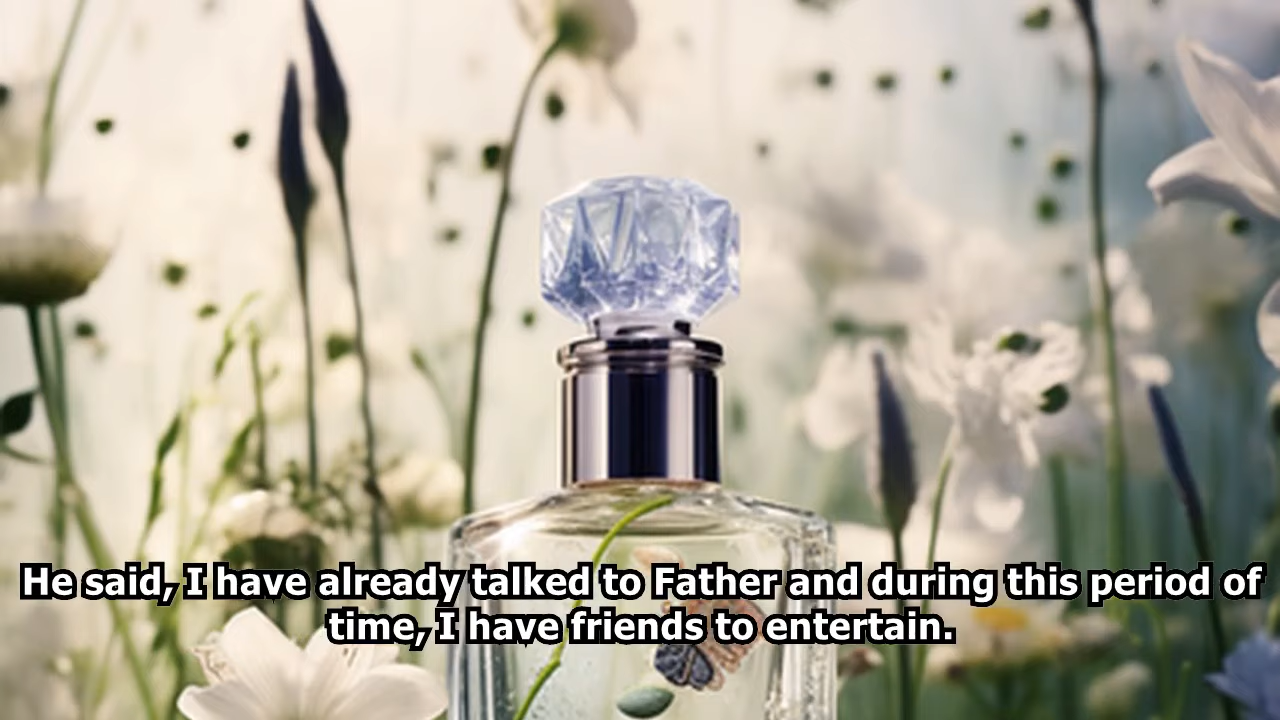 He said, I have already talked to Father and during this period of
time, I have friends to entertain.